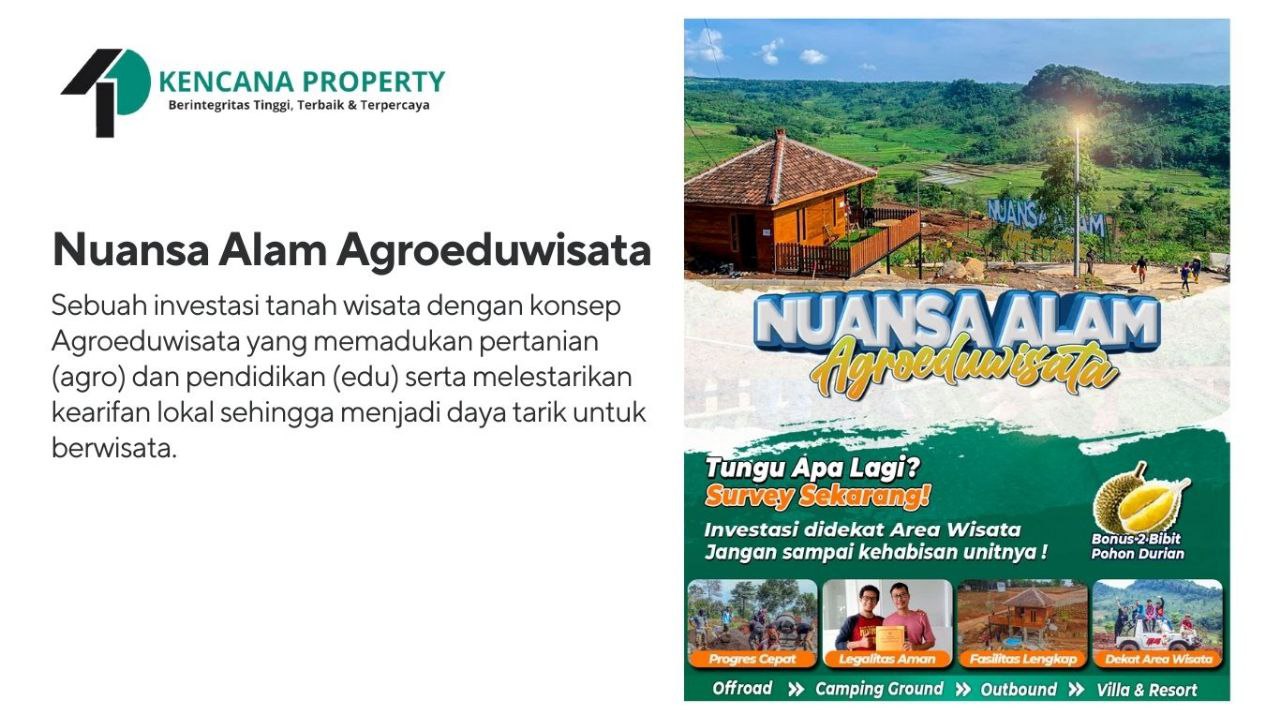 KENCANA PROPERTY
Berintegritas Tinggi, Terbaik & Terpercaya
Nuansa Alam Agroeduwisata
Sebuah investasi tanah wisata dengan konsep
Agroeduwisata yang memadukan pertanian
(agro) dan pendidikan (edu) serta melestarikan
kearifan lokal sehingga menjadi daya tarik untuk
berwisata.
NUANSA ALAM
NUANSA ALAM
Agroeduwisata
Tungu Apa Lagi?
Survey Sekarang!
Investasi didekat Area Wisata
Jangan sampai kehabisan unitnya !
Bonus 2 Bibit
Pohon Durian
Progres Cepat
Legalitas Aman
Fasilitas Lengkap
Dekat Area Wisata
Offroad >> Camping Ground >> Outbound >> Villa & Resort